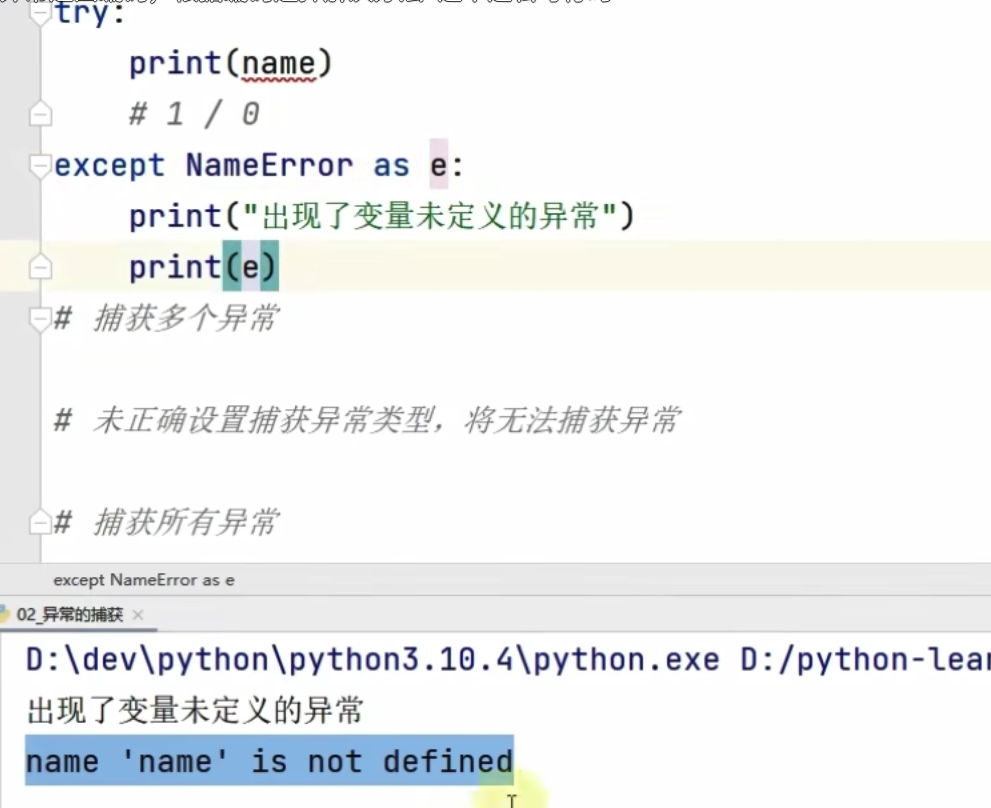 try:
print(name)
# 1 / 0
except NameError as e:
print("出现了变量未定义的异常")
print(e)
# 捕获多个异常
# 未正确设置捕获异常类型，将无法捕获异常
# 捕获所有异常
except NameError as e
02_异常的捕获 ×
D:\dev\python\python3.10.4\python.exe D:/python-lear
出现了变量未定义的异常
name 'name' is not defined